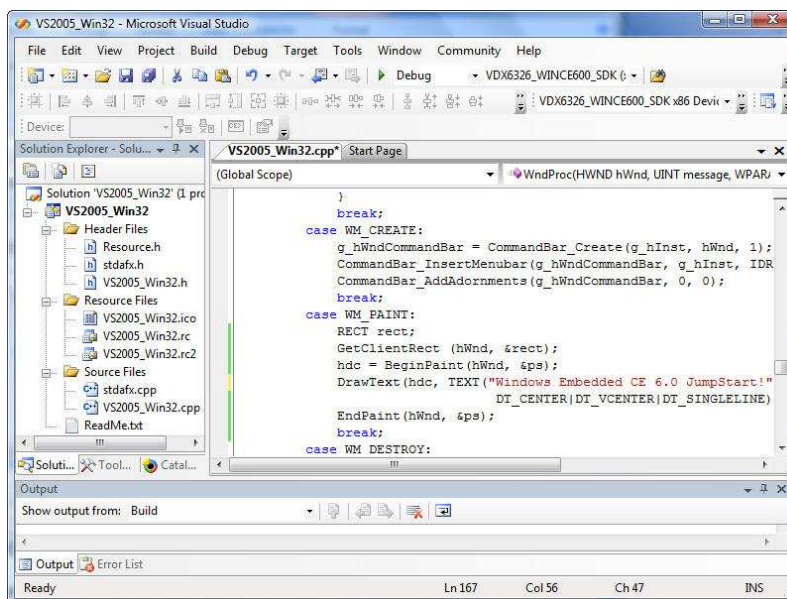 VS2005_Win32 - Microsoft Visual Studio
File Edit View Project Build Debug Target Tools Window Community Help
Debug VDX6326_WINCE600_SDK (:
VDX6326_WINCE600_SDK x86 Devic
Device:
Solution Explorer - Solu...
VS2005_Win32.cpp* Start Page
(Global Scope) WndProc(HWND hWnd, UINT message, WPAR
Solution 'VS2005_Win32' (1 prc
VS2005_Win32
Header Files
Resource.h
stdafx.h
VS2005_Win32.h
Resource Files
VS2005_Win32.ico
VS2005_Win32.rc
VS2005_Win32.rc2
Source Files
stdafx.cpp
VS2005_Win32.cpp
ReadMe.txt
Soluti... Tool... Catal...
}
break;
case WM_CREATE:
g_hWndCommandBar = CommandBar_Create(g_hInst, hWnd, 1);
CommandBar_InsertMenubar(g_hWndCommandBar, g_hInst, IDR
CommandBar_AddAdornments(g_hWndCommandBar, 0, 0);
break;
case WM_PAINT:
RECT rect;
GetClientRect (hWnd, &rect);
hdc = BeginPaint(hWnd, &ps);
DrawText(hdc, TEXT("Windows Embedded CE 6.0 JumpStart!"
DT_CENTER|DT_VCENTER|DT_SINGLELINE)
EndPaint(hWnd, &ps);
break;
case WM_DESTROY:
Output
Show output from: Build
Output Error List
Ready Ln 167 Col 56 Ch 47 INS